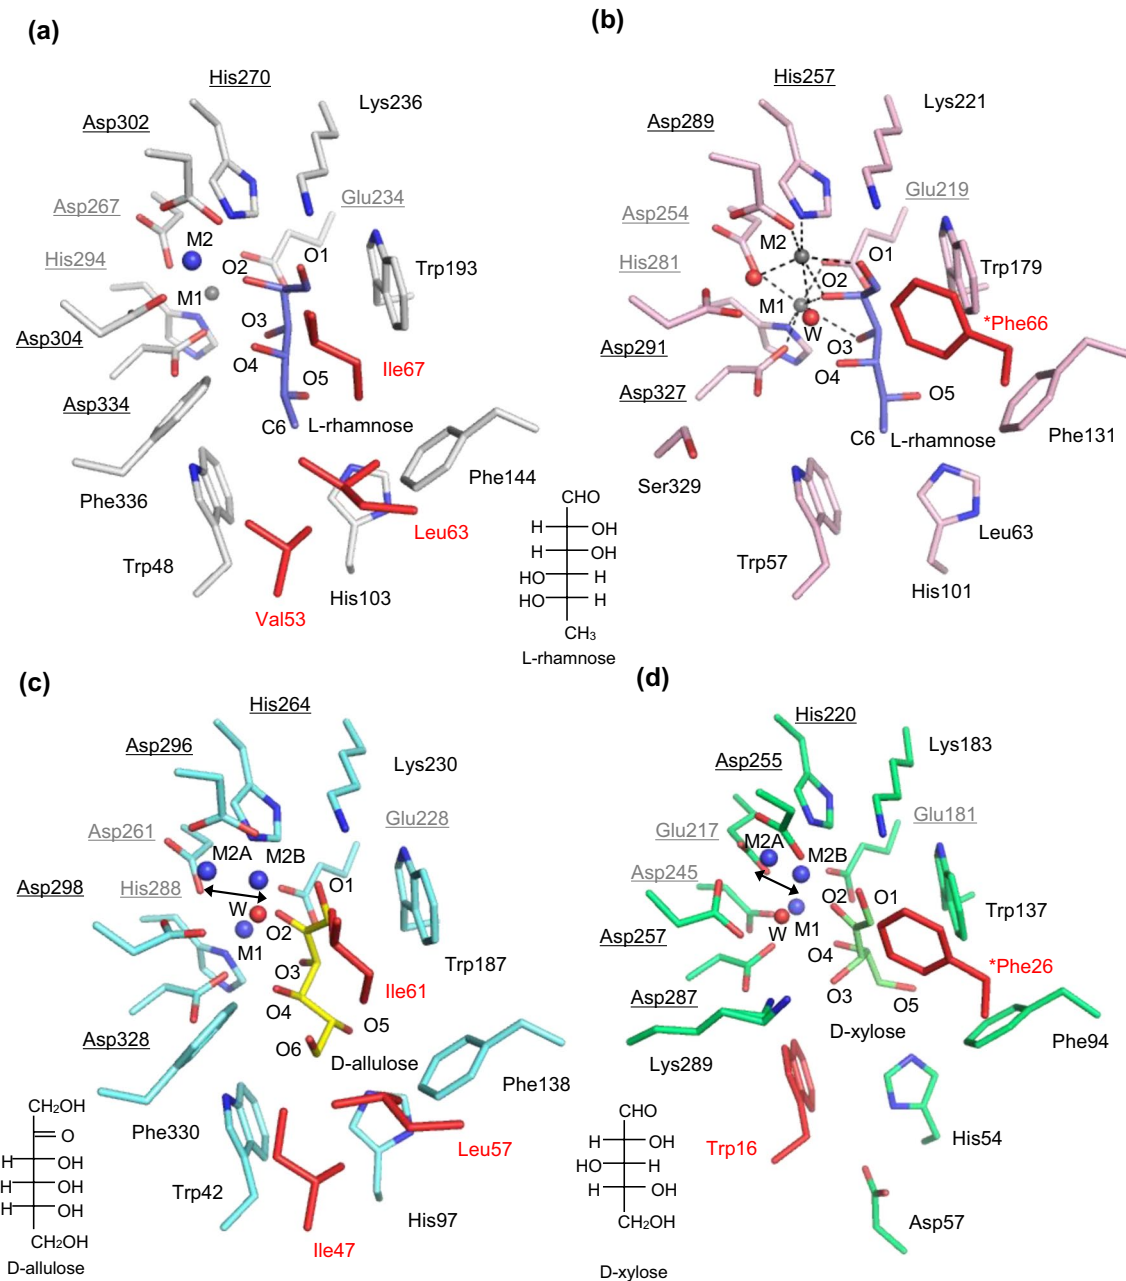 (a)
His270
Lys236
Asp302
Asp267
Glu234
M2
O1
O2
His294
Trp193
M1
O3
Asp304
O4
O5
Ile67
Asp334
C6
L-rhamnose
Phe336
Phe144
Trp48
Leu63
His103
Val53
CHO
H
OH
H
OH
HO
H
HO
H
CH3
L-rhamnose
(b)
His257
Lys221
Asp289
Glu219
Asp254
M2
O1
His281
O2
Trp179
M1
W
*Phe66
O3
Asp291
O4
O5
Asp327
C6
L-rhamnose
Phe131
Ser329
Leu63
Trp57
His101
(c)
His264
Asp296
Lys230
Asp261
Glu228
M2A
M2B
Asp298
His288
O1
W
O2
M1
Trp187
O3
Ile61
O4
O5
Asp328
O6
D-allulose
Phe138
Phe330
Leu57
Trp42
His97
Ile47
CH2OH
O
H
OH
H
OH
H
OH
CH2OH
D-allulose
(d)
His220
Lys183
Asp255
Glu217
Glu181
M2A
M2B
Asp245
O2
O1
Trp137
W
M1
Asp257
O4
*Phe26
O3
O5
Asp287
D-xylose
Phe94
Lys289
His54
Trp16
Asp57
CHO
H
OH
HO
H
H
OH
CH2OH
D-xylose